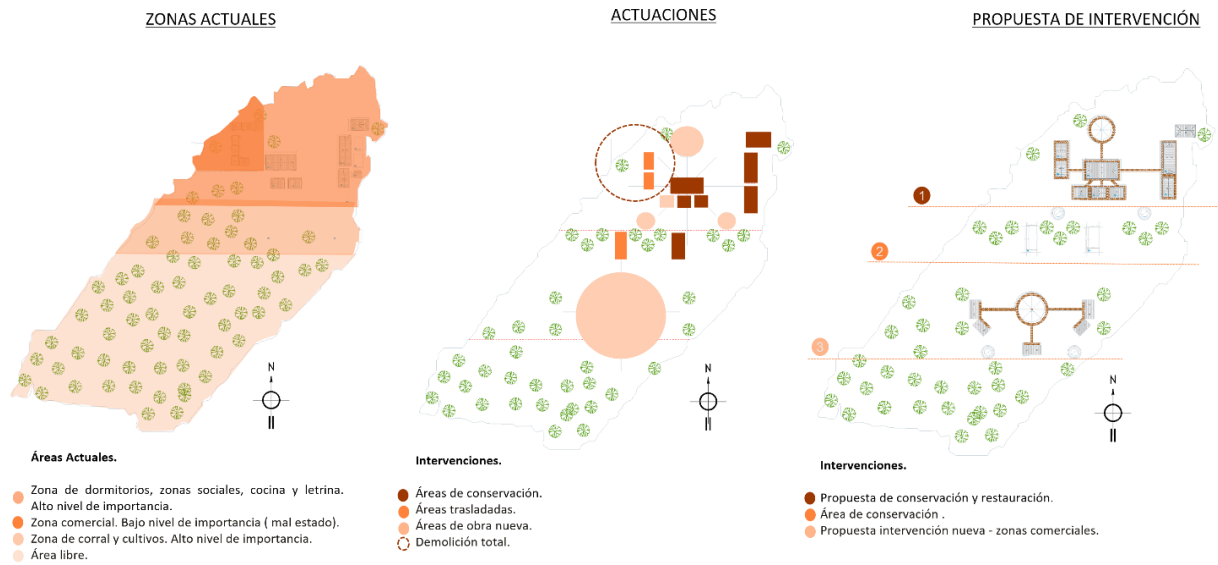 ZONAS ACTUALES
N
Áreas Actuales.
Zona de dormitorios, zonas sociales, cocina y letrina.
Alto nivel de importancia.
Zona comercial. Bajo nivel de importancia ( mal estado).
Zona de corral y cultivos. Alto nivel de importancia.
Área libre.
ACTUACIONES
N
Intervenciones.
Áreas de conservación.
Áreas trasladadas.
Áreas de obra nueva.
Demolición total.
PROPUESTA DE INTERVENCIÓN
1
2
3
N
Intervenciones.
Propuesta de conservación y restauración.
Área de conservación .
Propuesta intervención nueva - zonas comerciales.